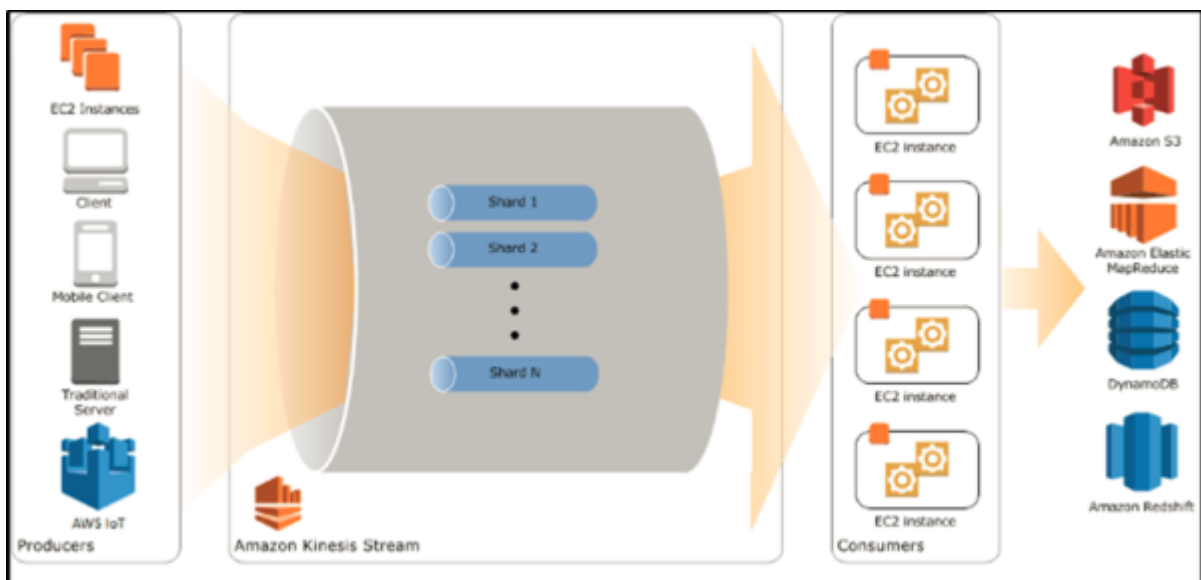 EC2 Instances
Client
Mobile Client
Traditional
Server
AWS IoT
Producers
Shard 1
Shard 2
Shard N
Amazon Kinesis Stream
EC2 instance
EC2 instance
EC2 instance
EC2 instance
Consumers
Amazon S3
Amazon Elastic
MapReduce
DynamoDB
Amazon Redshift